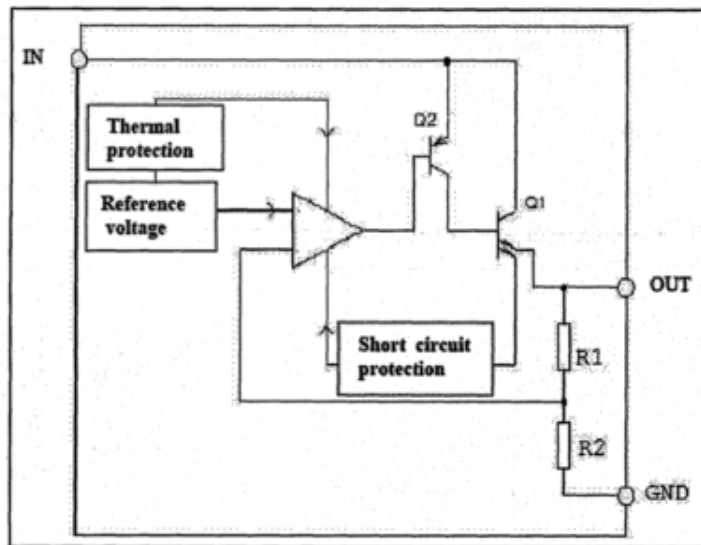 IN
Thermal
protection
Q2
Reference
voltage
Q1
OUT
Short circuit
protection
R1
R2
GND